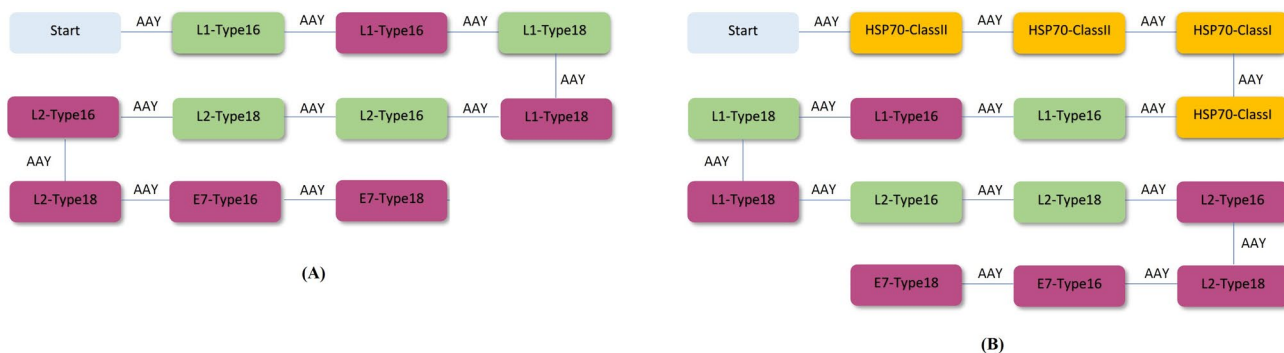 Start AAY L1-Type16 AAY L1-Type16 AAY L1-Type18
AAY
L2-Type16 AAY L2-Type18 AAY L2-Type16 AAY L1-Type18
AAY
L2-Type18 AAY E7-Type16 AAY E7-Type18
(A)
Start AAY HSP70-ClassII AAY HSP70-ClassII AAY HSP70-ClassI
AAY
L1-Type18 AAY L1-Type16 AAY L1-Type16 AAY HSP70-ClassI
AAY
L1-Type18 AAY L2-Type16 AAY L2-Type18 AAY L2-Type16
AAY
E7-Type18 AAY E7-Type16 AAY L2-Type18
(B)